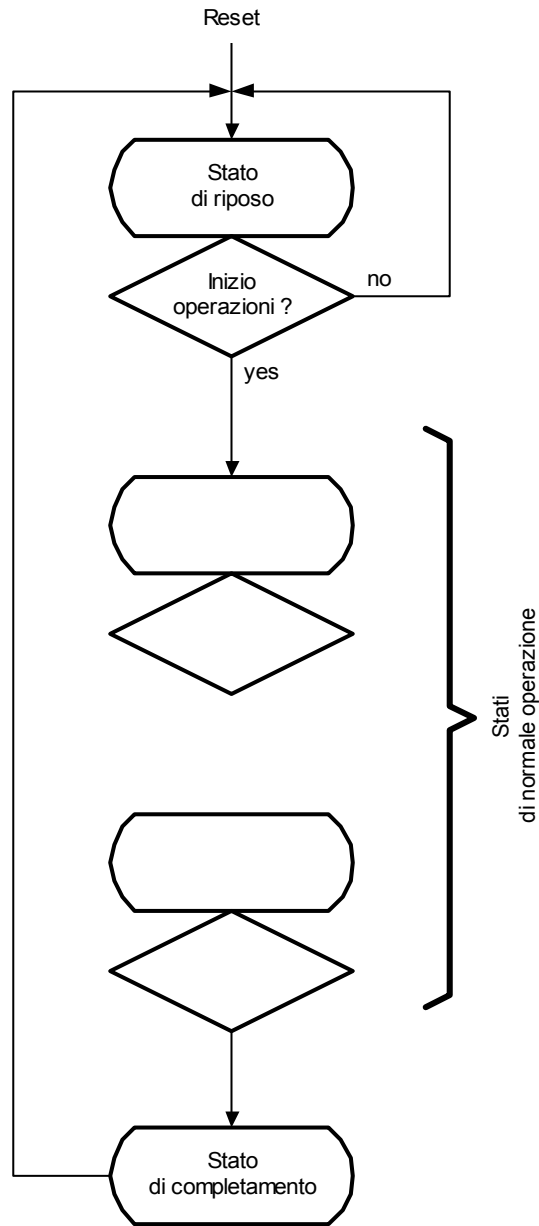 Reset
Stato
di riposo
Inizio
operazioni ?
no
yes
Stati
di normale operazione
Stato
di completamento